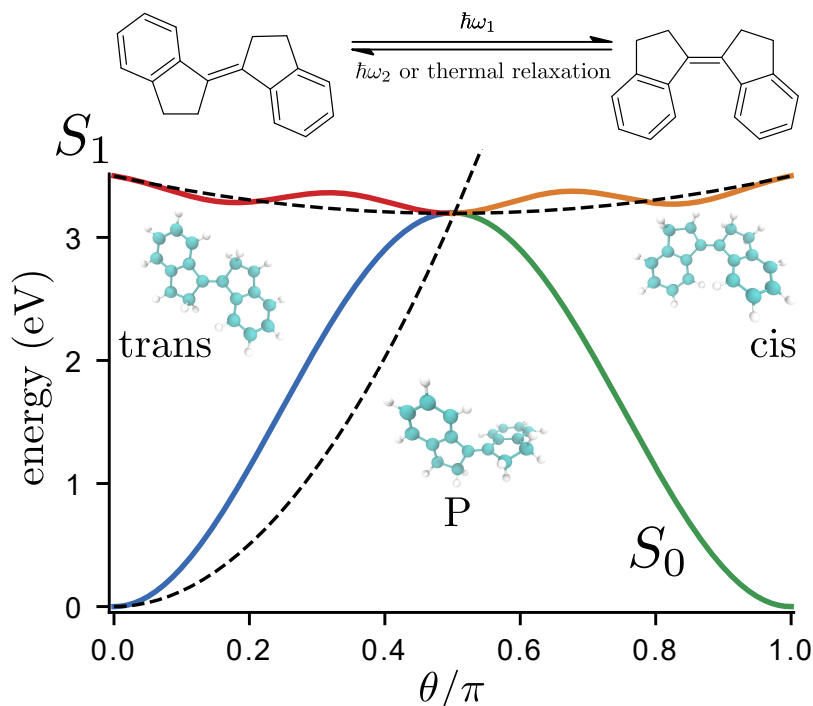 ℏω₁
ℏω₂ or thermal relaxation
S₁
3
2
1
0
energy (eV)
trans
cis
P
S₀
0.0 0.2 0.4 0.6 0.8 1.0
θ/π